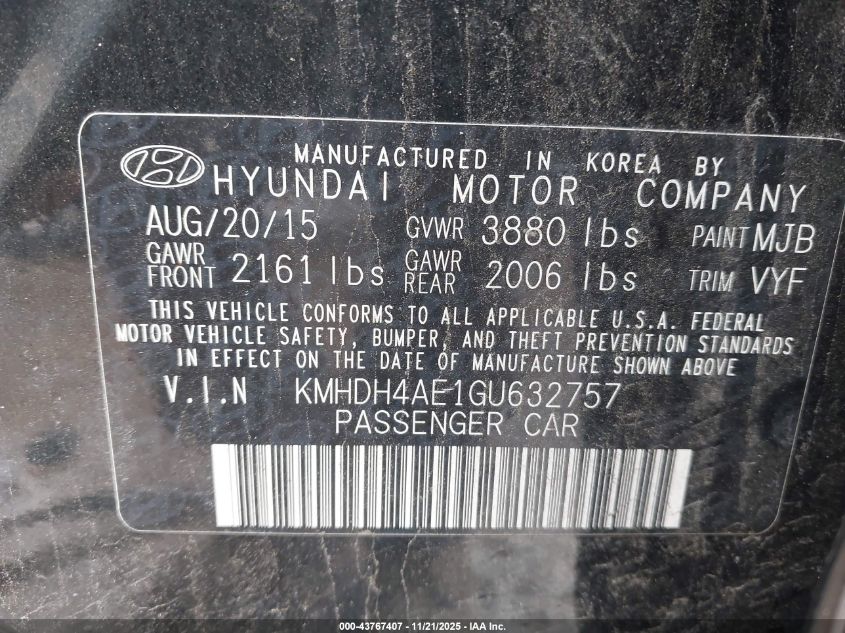 MANUFACTURED IN KOREA BY
HYUNDAI MOTOR COMPANY
AUG/20/15 GVWR 3880 lbs PAINT MJB
GAWR FRONT 2161 lbs GAWR REAR 2006 lbs TRIM VYF
THIS VEHICLE CONFORMS TO ALL APPLICABLE U.S.A. FEDERAL
MOTOR VEHICLE SAFETY, BUMPER, AND THEFT PREVENTION STANDARDS
IN EFFECT ON THE DATE OF MANUFACTURE SHOWN ABOVE
V.I.N KMHDH4AE1GU632757
PASSENGER CAR
000-43767407 - 11/21/2025 - IAA Inc.